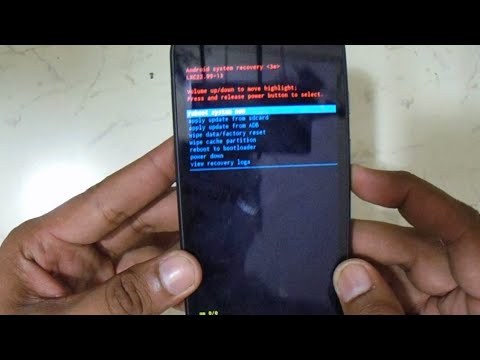 Android system recovery <3e>
Volume up/down to move highlight;
Press and release power button to select.
reboot system now
apply update from sdcard
apply update from ADB
wipe data/factory reset
wipe cache partition
reboot to bootloader
power down
view recovery logs